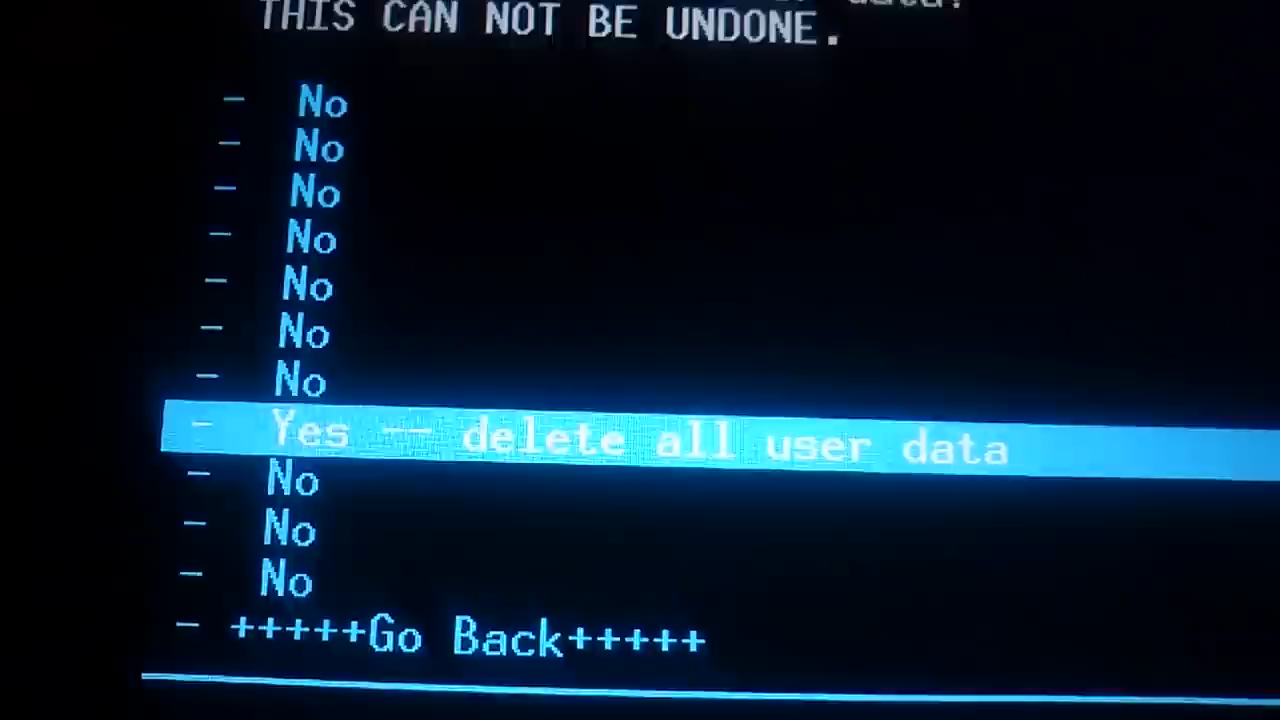 data?
THIS CAN NOT BE UNDONE.
- No
- No
- No
- No
- No
- No
- No
- Yes -- delete all user data
- No
- No
- No
- +++++Go Back+++++